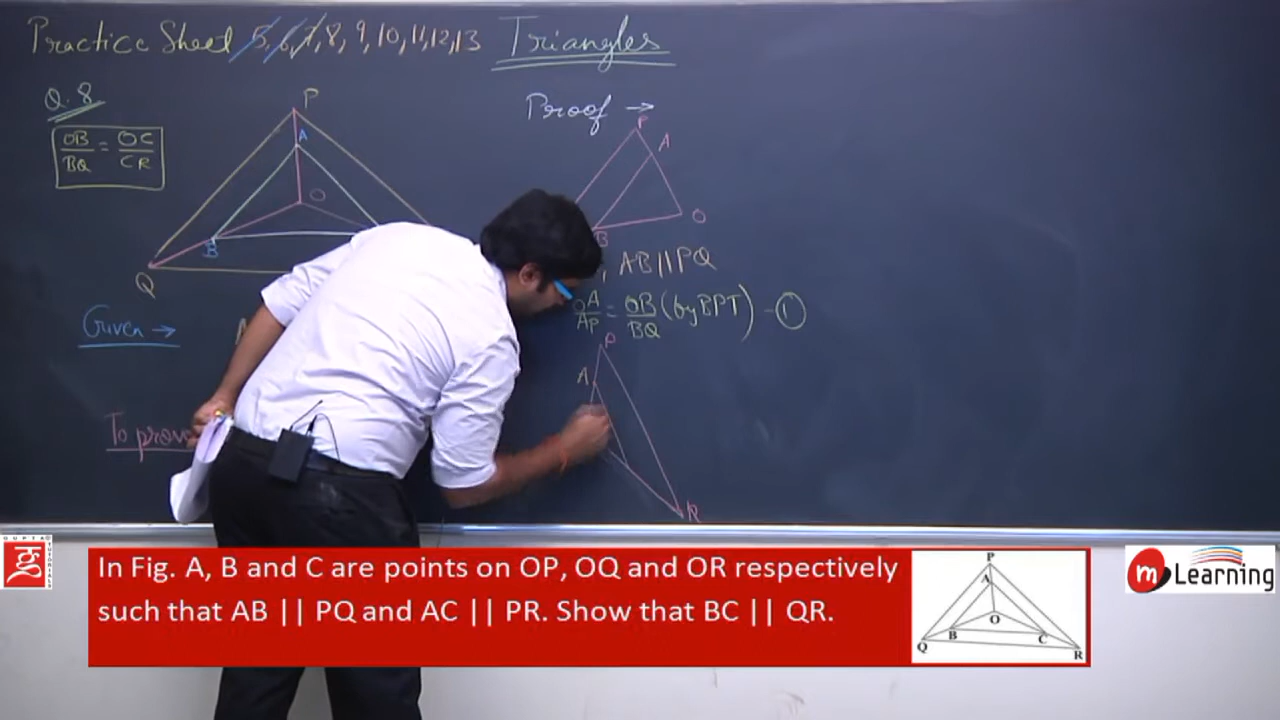 Practice Sheet 5, 6, 7, 8, 9, 10, 11, 12, 13 Triangles
Q. 8
OB/BQ = OC/CR
P
A
O
B
Q
Given →
A
To prove
Proof →
P
A
O
B
, AB || PQ
OA/AP = OB/BQ (by BPT) - ①
P
A
R
In Fig. A, B and C are points on OP, OQ and OR respectively
such that AB || PQ and AC || PR. Show that BC || QR.
P
A
O
B
C
Q
R
GUPTA
TUTORIALS
m Learning